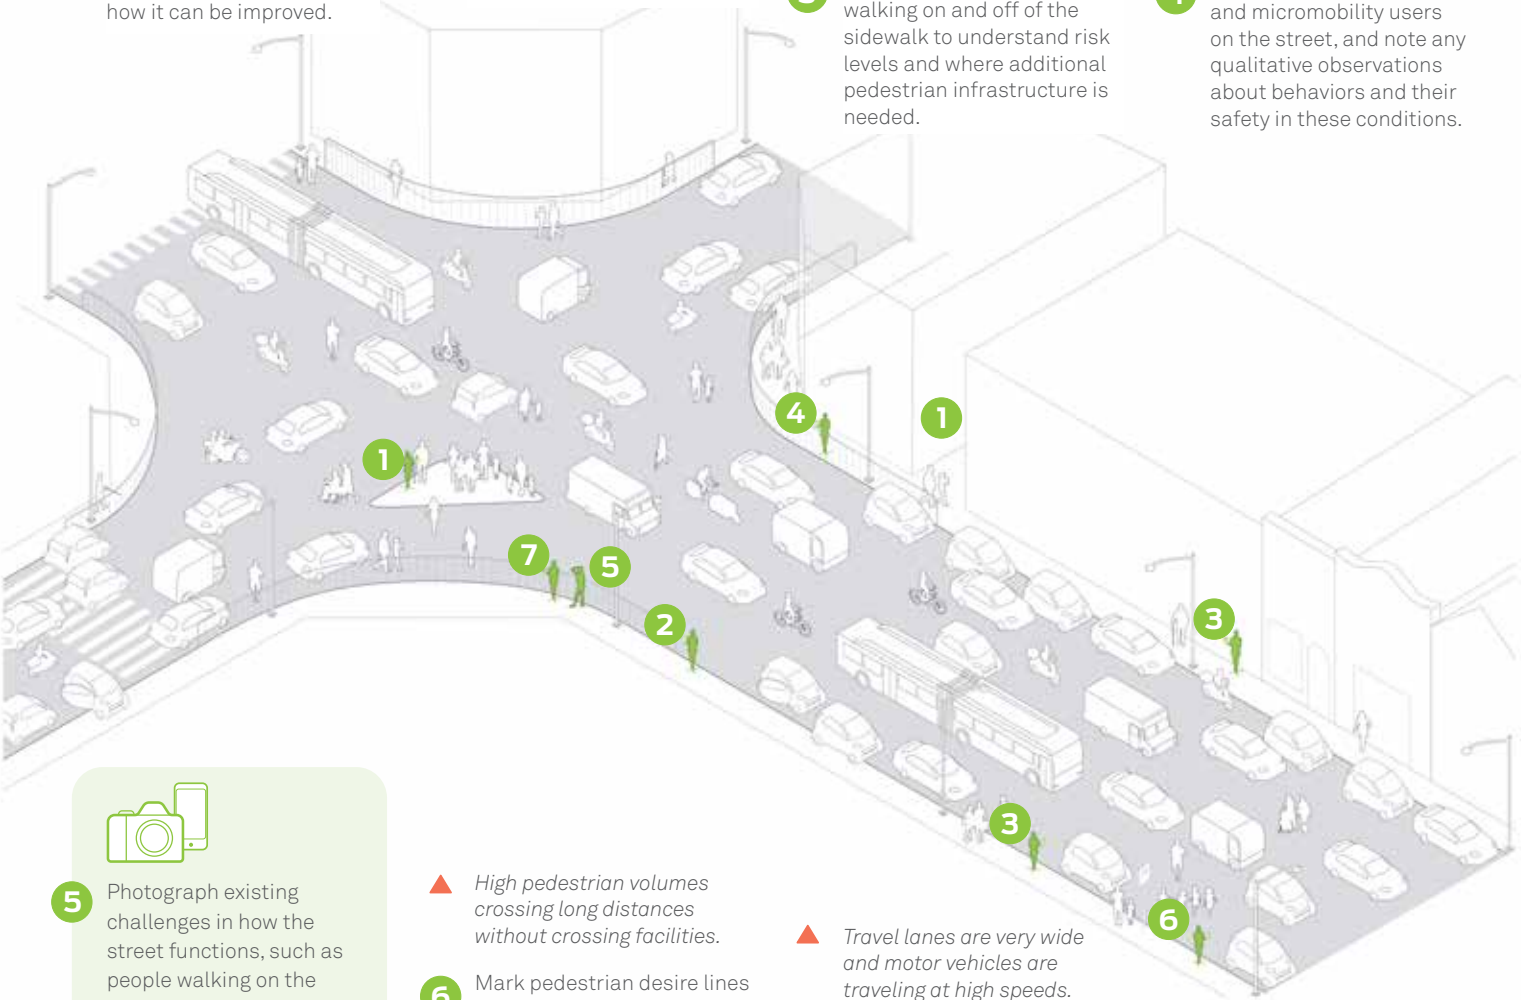 how it can be improved.
3
walking on and off of the
sidewalk to understand risk
levels and where additional
pedestrian infrastructure is
needed.
4
and micromobility users
on the street, and note any
qualitative observations
about behaviors and their
safety in these conditions.
4
1
1
7
5
2
3
3
6
5
Photograph existing
challenges in how the
street functions, such as
people walking on the
High pedestrian volumes
crossing long distances
without crossing facilities.
6
Mark pedestrian desire lines
Travel lanes are very wide
and motor vehicles are
traveling at high speeds.